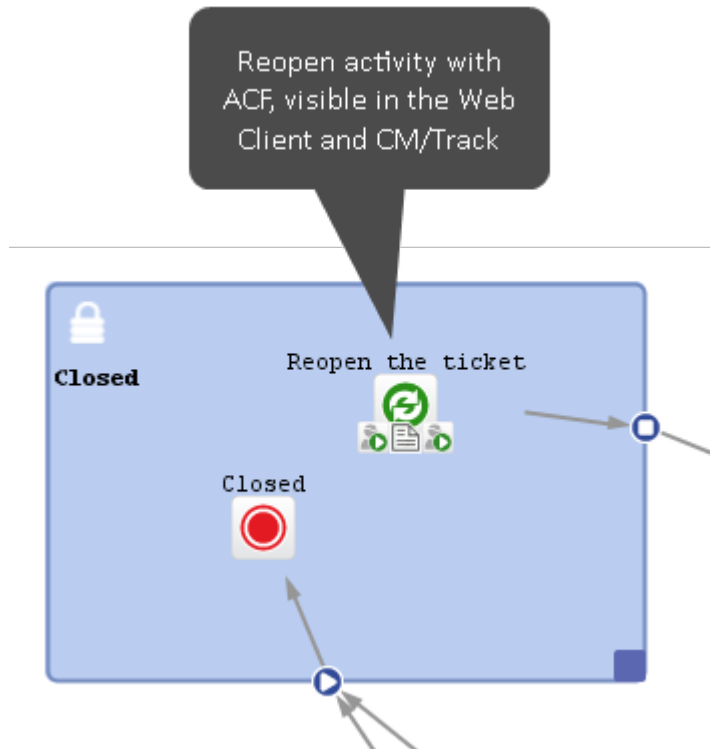 Reopen activity with
ACF, visible in the Web
Client and CM/Track
Reopen the ticket
Closed
Closed